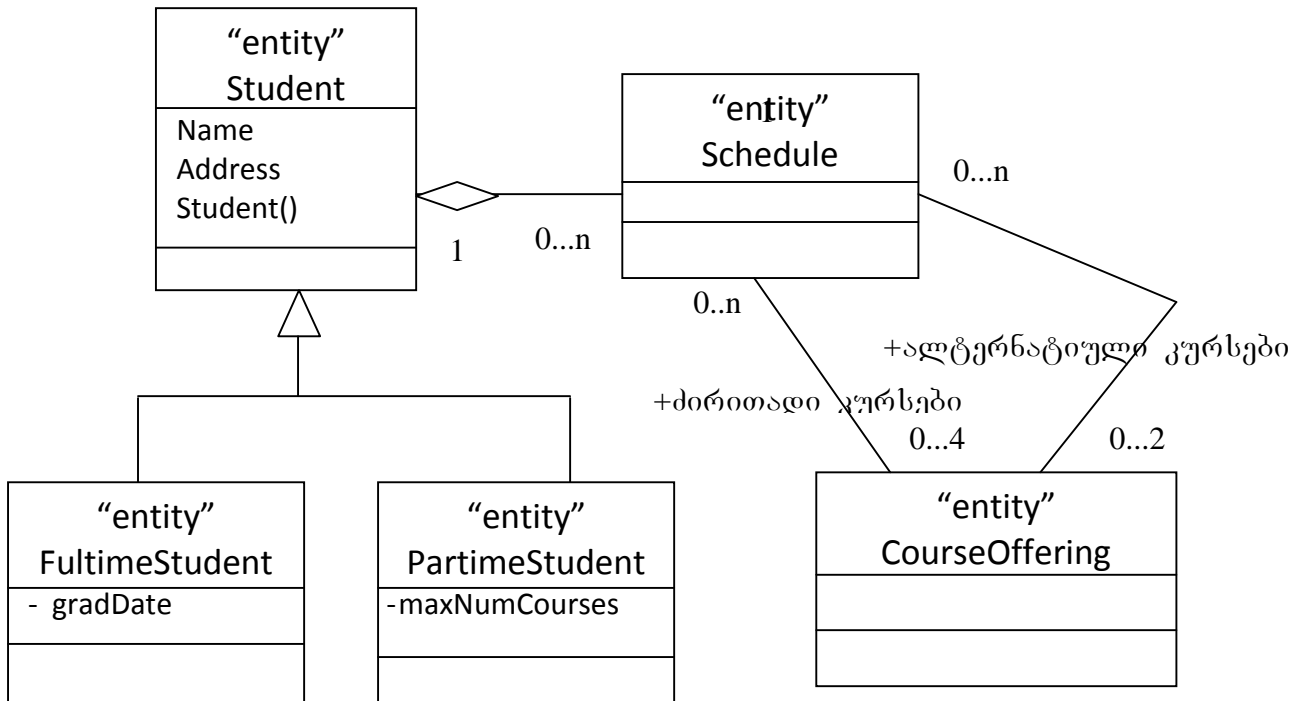 “entity”
Student
Name
Address
Student()
“entity”
Schedule
1
0...n
0...n
0..n
+ალტერნატიული კურსები
+ძირითადი კურსები
0...4
0...2
“entity”
FultimeStudent
- gradDate
“entity”
PartimeStudent
-maxNumCourses
“entity”
CourseOffering